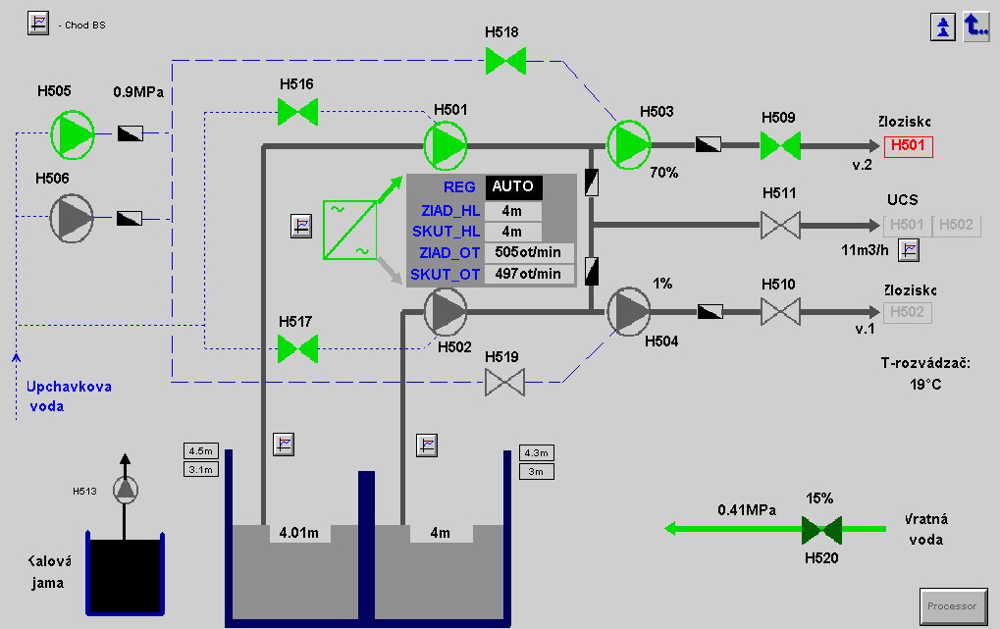 - Chod BS
H518
H505
0.9MPa
H516
H501
H503
H509
Zlozisko
H501
v.2
70%
H506
REG AUTO
ZIAD_HL 4m
SKUT_HL 4m
ZIAD_OT 505ot/min
SKUT_OT 497ot/min
H511
UCS
H501 H502
11m3/h
1%
H510
Zlozisko
H502
v.1
H517
H502
H504
H519
T-rozvádzač:
19°C
Upchavkova
voda
4.5m
3.1m
4.3m
3m
H513
4.01m
4m
0.41MPa
15%
Vratná
voda
H520
Kalová
jama
Processor